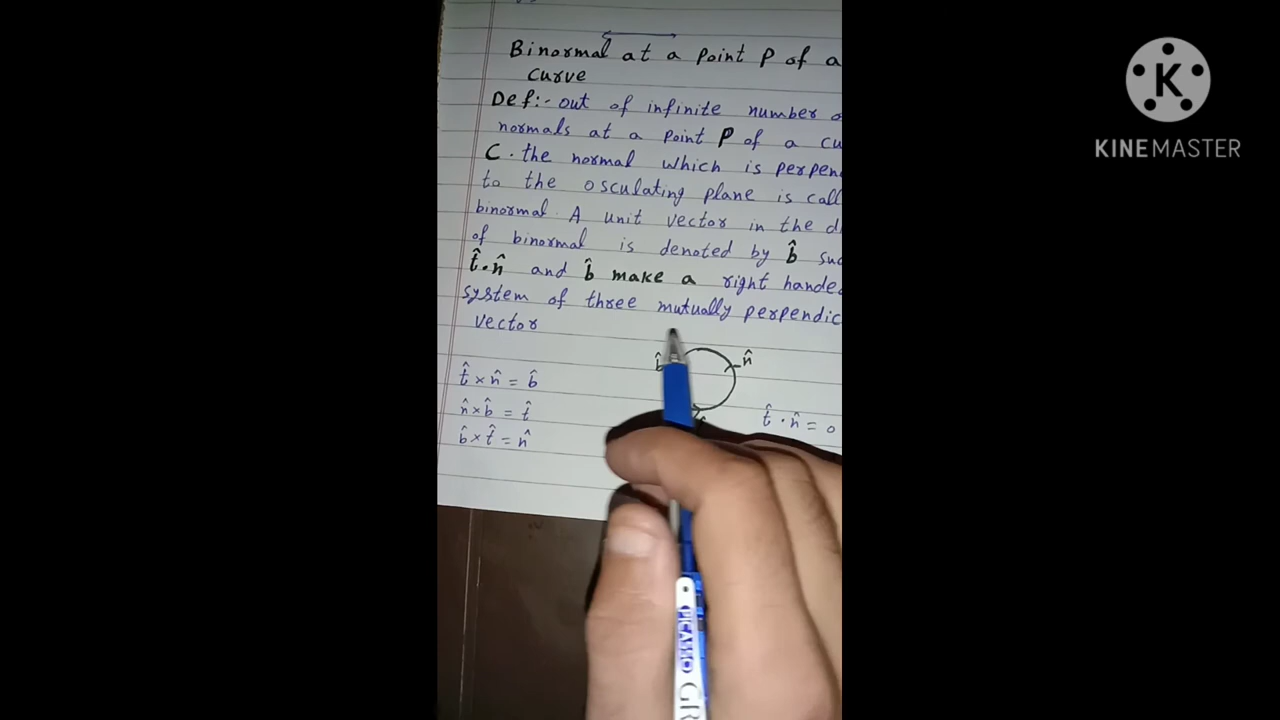 Binormal at a point P of a
curve
Def:- out of infinite number
normals at a point P of a
C. the normal which is
to the osculating plane is
binormal. A unit vector in the
of binormal is denoted by b̂
t̂.n̂ and b̂ make a right
system of three mutually
vector
b̂ n̂
t̂ x n̂ = b̂
n̂ x b̂ = t̂
t̂ . n̂ = 0
b̂ x t̂ = n̂
PICASSO
K
KINEMASTER